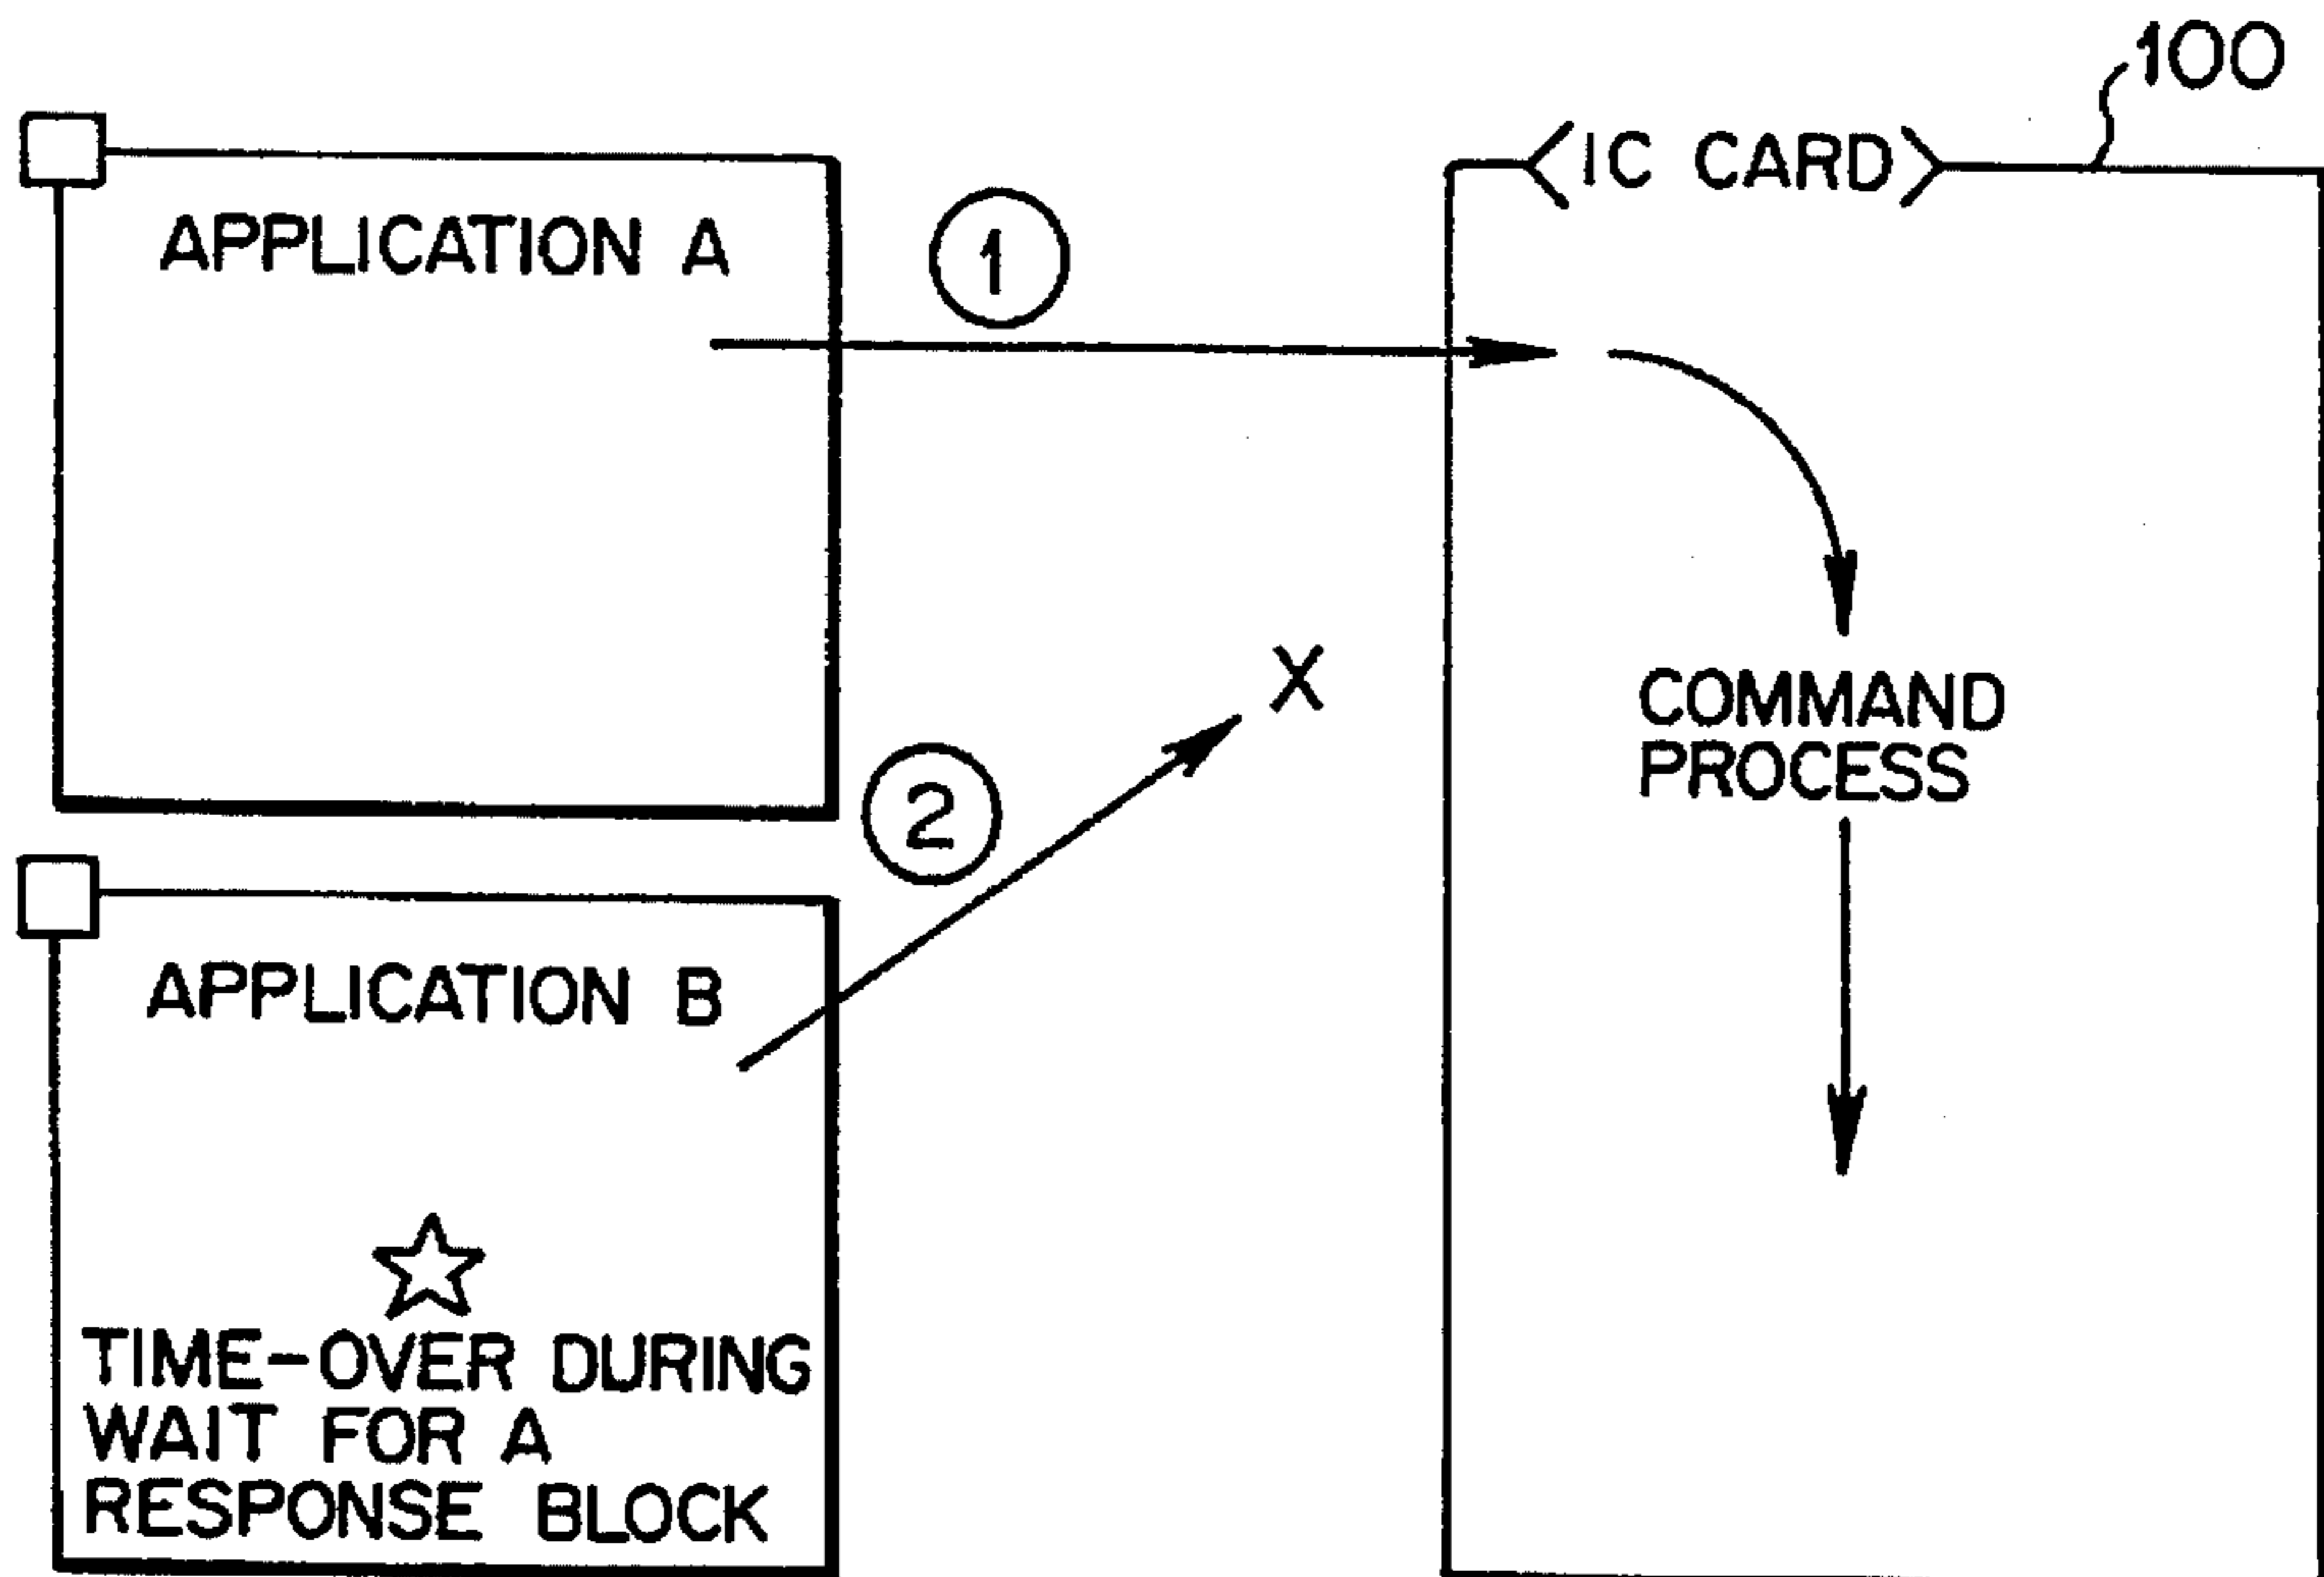 100
<IC CARD>
APPLICATION A
1
COMMAND
PROCESS
X
2
APPLICATION B
TIME-OVER DURING
WAIT FOR A
RESPONSE BLOCK